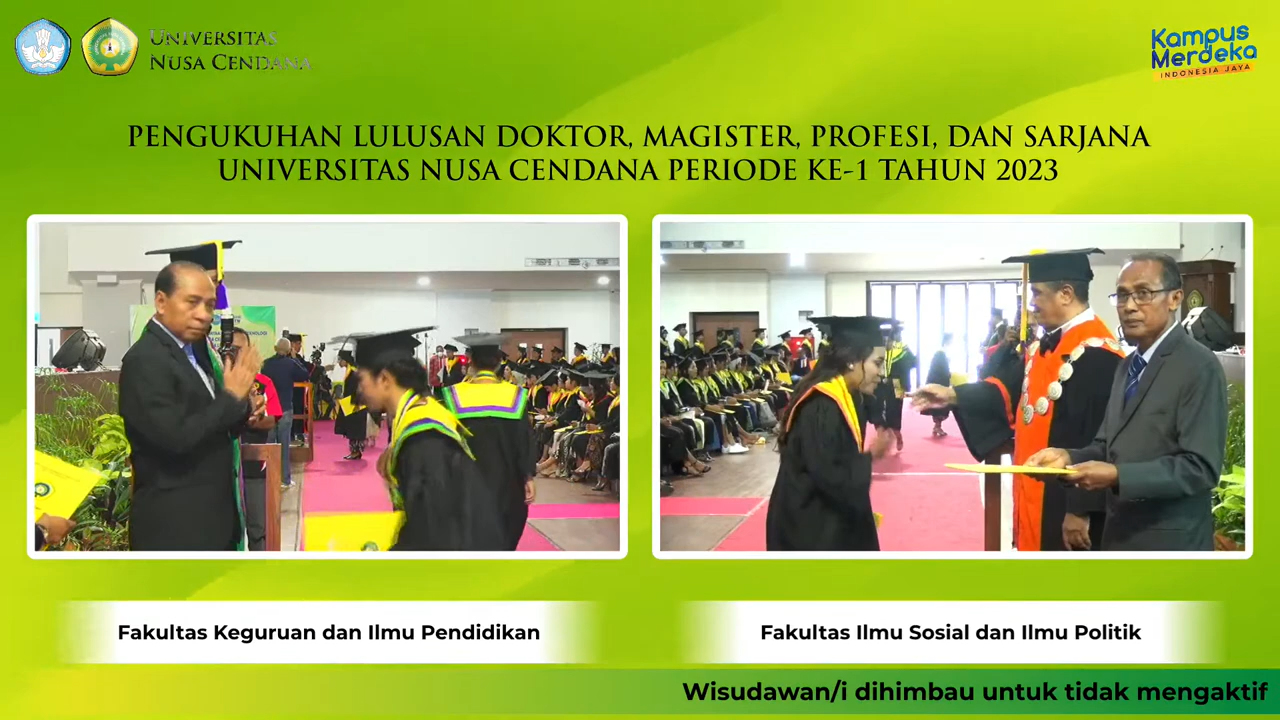 UNIVERSITAS
NUSA CENDANA
Kampus
Merdeka
INDONESIA JAYA
PENGUKUHAN LULUSAN DOKTOR, MAGISTER, PROFESI, DAN SARJANA
UNIVERSITAS NUSA CENDANA PERIODE KE-1 TAHUN 2023
Fakultas Keguruan dan Ilmu Pendidikan
Fakultas Ilmu Sosial dan Ilmu Politik
Wisudawan/i dihimbau untuk tidak mengaktif